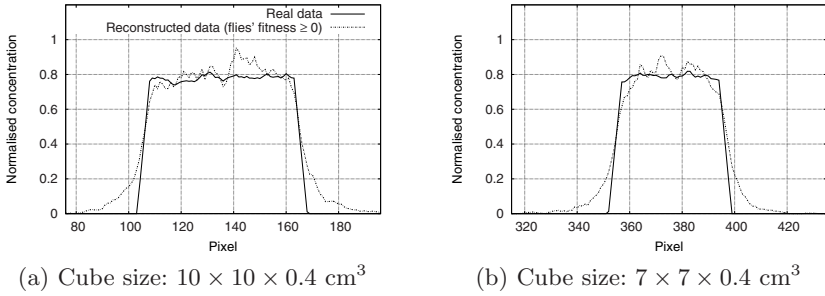 Real data
Reconstructed data (flies' fitness ≥ 0)
Normalised concentration
1
0.8
0.6
0.4
0.2
0
80 100 120 140 160 180
Pixel
(a) Cube size: 10 × 10 × 0.4 cm³
Normalised concentration
1
0.8
0.6
0.4
0.2
0
320 340 360 380 400 420
Pixel
(b) Cube size: 7 × 7 × 0.4 cm³